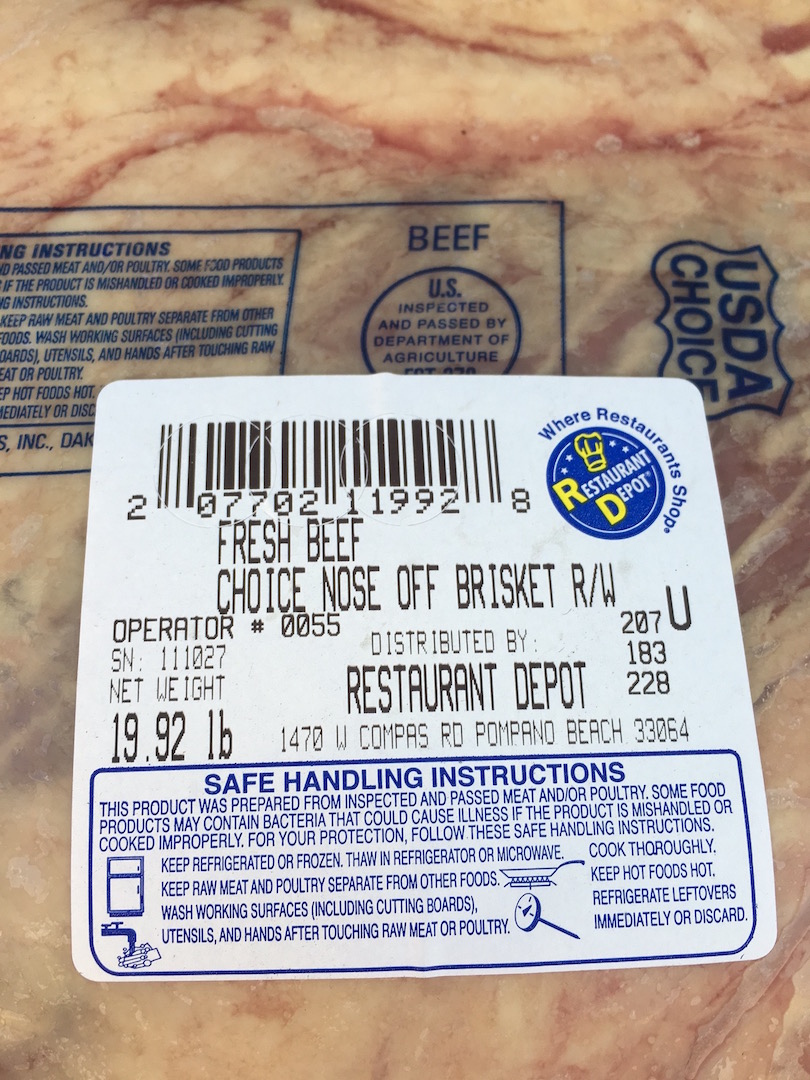 NG INSTRUCTIONS
D PASSED MEAT AND/OR POULTRY. SOME FOOD PRODUCTS
IF THE PRODUCT IS MISHANDLED OR COOKED IMPROPERLY.
G INSTRUCTIONS.
KEEP RAW MEAT AND POULTRY SEPARATE FROM OTHER
FOODS. WASH WORKING SURFACES (INCLUDING CUTTING
OARDS), UTENSILS, AND HANDS AFTER TOUCHING RAW
EAT OR POULTRY.
EP HOT FOODS HOT.
MEDIATELY OR DISC
S, INC., DAK
BEEF
U.S.
INSPECTED
AND PASSED BY
DEPARTMENT OF
AGRICULTURE
USDA
CHOICE
2 07702 11992 8
Where Restaurants Shop®
RESTAURANT
DEPOT®
FRESH BEEF
CHOICE NOSE OFF BRISKET R/W
OPERATOR # 0055
207 U
SN: 111027
DISTRIBUTED BY:
183
NET WEIGHT
RESTAURANT DEPOT
228
19.92 lb
1470 W COMPAS RD POMPANO BEACH 33064
SAFE HANDLING INSTRUCTIONS
THIS PRODUCT WAS PREPARED FROM INSPECTED AND PASSED MEAT AND/OR POULTRY. SOME FOOD
PRODUCTS MAY CONTAIN BACTERIA THAT COULD CAUSE ILLNESS IF THE PRODUCT IS MISHANDLED OR
COOKED IMPROPERLY. FOR YOUR PROTECTION, FOLLOW THESE SAFE HANDLING INSTRUCTIONS.
KEEP REFRIGERATED OR FROZEN. THAW IN REFRIGERATOR OR MICROWAVE.
KEEP RAW MEAT AND POULTRY SEPARATE FROM OTHER FOODS.
WASH WORKING SURFACES (INCLUDING CUTTING BOARDS),
UTENSILS, AND HANDS AFTER TOUCHING RAW MEAT OR POULTRY.
COOK THOROUGHLY.
KEEP HOT FOODS HOT.
REFRIGERATE LEFTOVERS
IMMEDIATELY OR DISCARD.